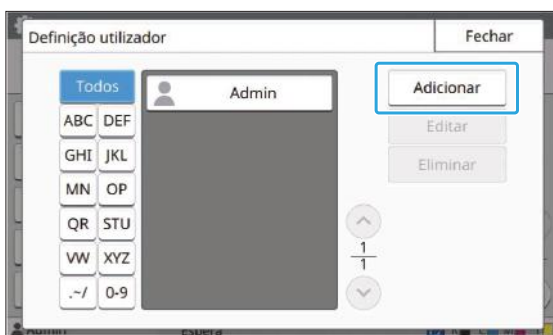 Definição utilizador
Fechar
Todos
ABC DEF
GHI JKL
MN OP
QR STU
VW XYZ
.~/ 0-9
Admin
Adicionar
Editar
Eliminar
1
1
Admin
Espera